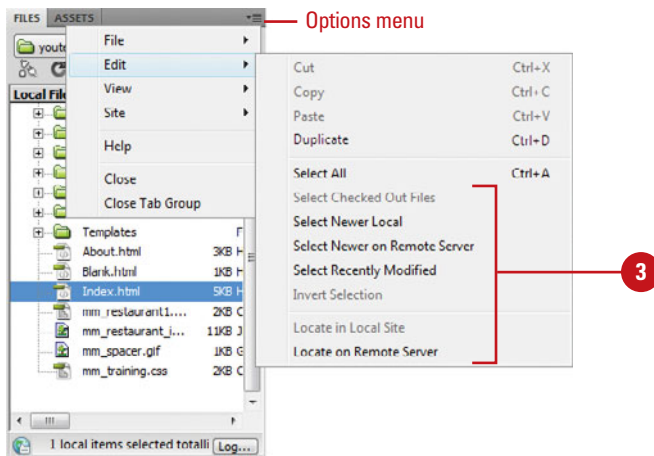 FILES ASSETS
Options menu
youte
Local File
File
Edit
View
Site
Help
Close
Close Tab Group
Cut Ctrl+X
Copy Ctrl+C
Paste Ctrl+V
Duplicate Ctrl+D
Select All Ctrl+A
Select Checked Out Files
Select Newer Local
Select Newer on Remote Server
Select Recently Modified
Invert Selection
Locate in Local Site
Locate on Remote Server
3
Templates F
About.html 3KB H
Blank.html 1KB H
Index.html 5KB H
mm_restaurant1.... 2KB C
mm_restaurant_i... 11KB J
mm_spacer.gif 1KB G
mm_training.css 2KB C
1 local items selected totalli Log...